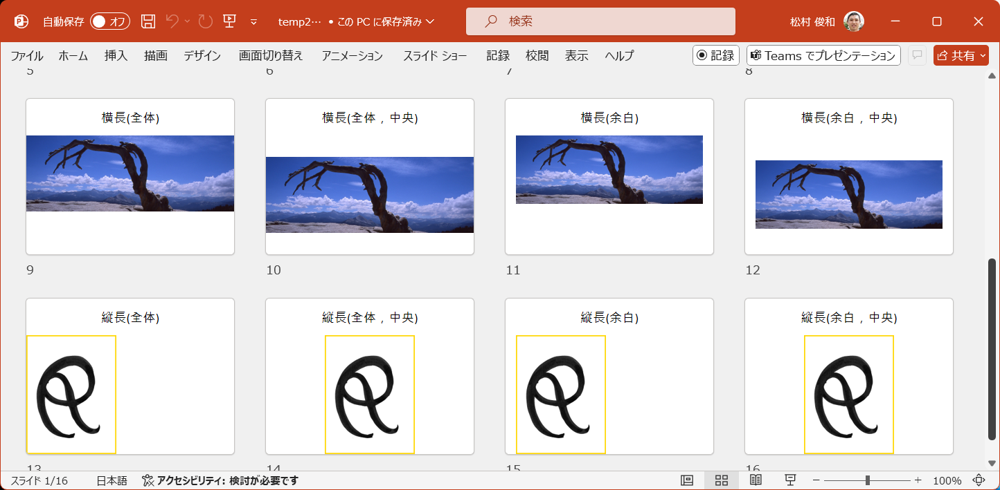 自動保存 オフ temp2… • この PC に保存済み 検索 松村 俊和
ファイル ホーム 挿入 描画 デザイン 画面切り替え アニメーション スライド ショー 記録 校閲 表示 ヘルプ 記録 Teams でプレゼンテーション 共有
5 6 7 8
横長(全体) 横長(全体,中央) 横長(余白) 横長(余白,中央)
9 10 11 12
縦長(全体) 縦長(全体,中央) 縦長(余白) 縦長(余白,中央)
R R R R
13 14 15 16
スライド 1/16 日本語 アクセシビリティ: 検討が必要です 100%